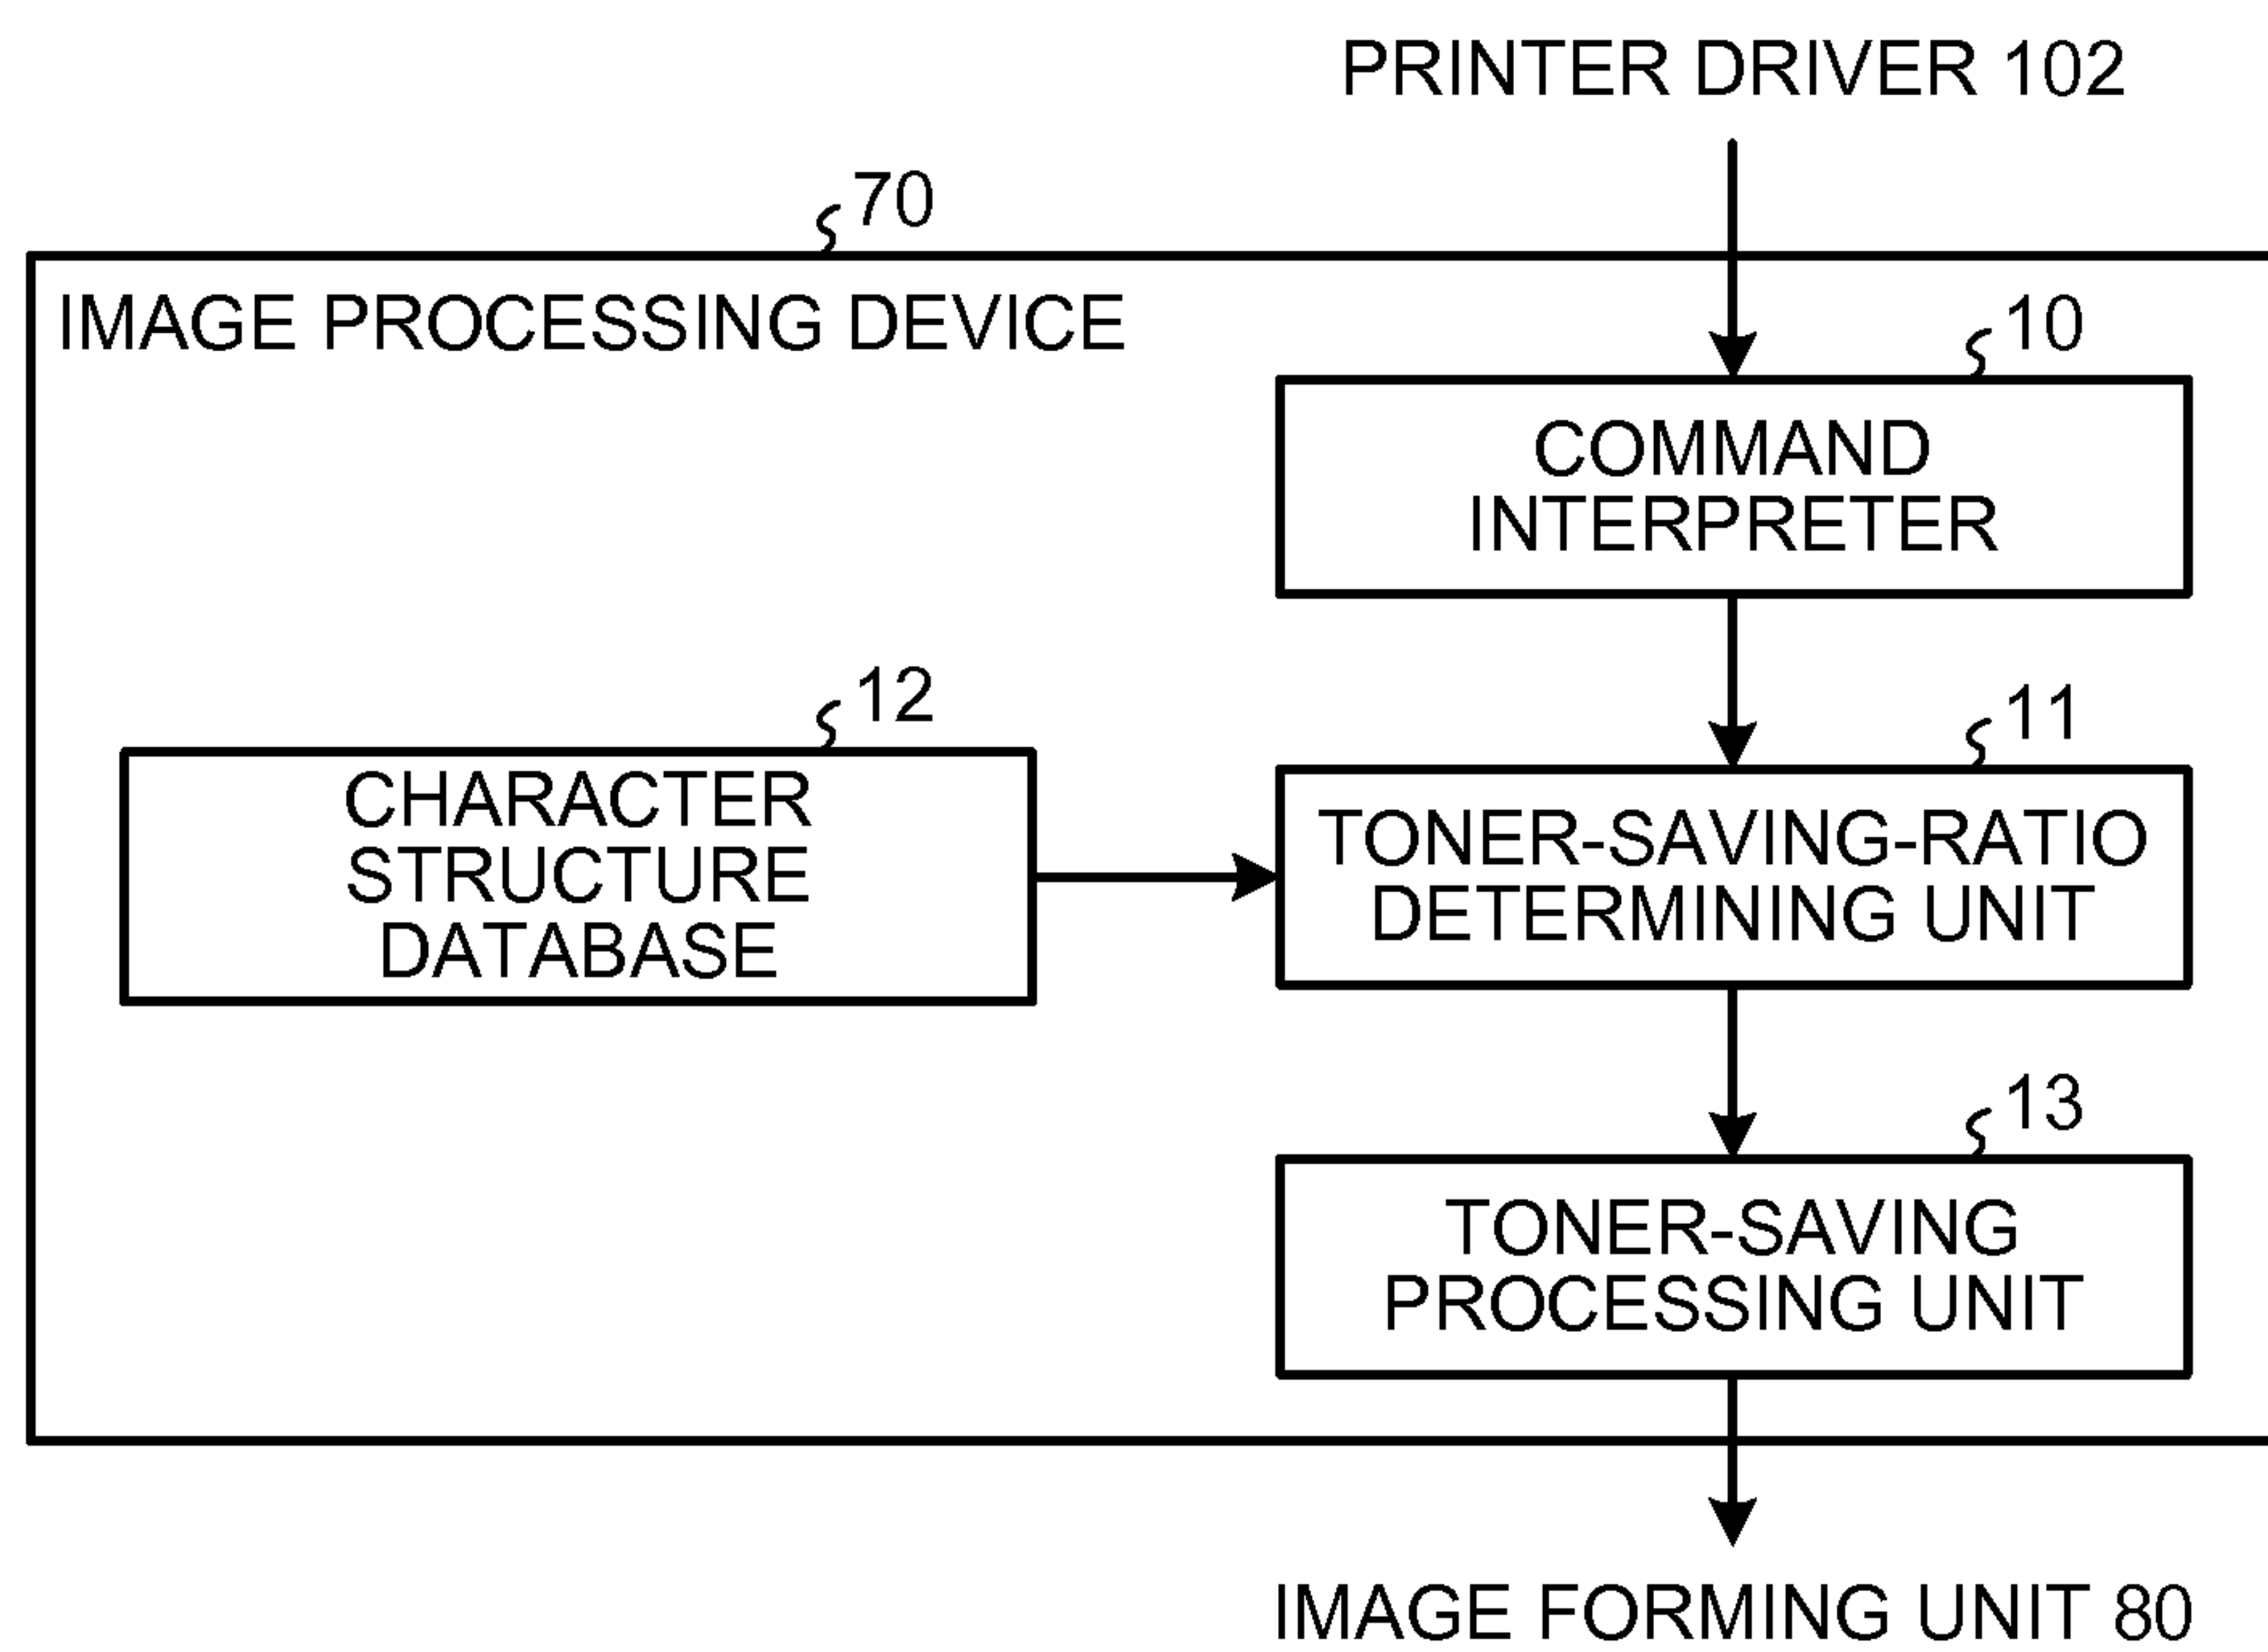 PRINTER DRIVER 102
70
IMAGE PROCESSING DEVICE
10
COMMAND
INTERPRETER
12
CHARACTER
STRUCTURE
DATABASE
11
TONER-SAVING-RATIO
DETERMINING UNIT
13
TONER-SAVING
PROCESSING UNIT
IMAGE FORMING UNIT 80